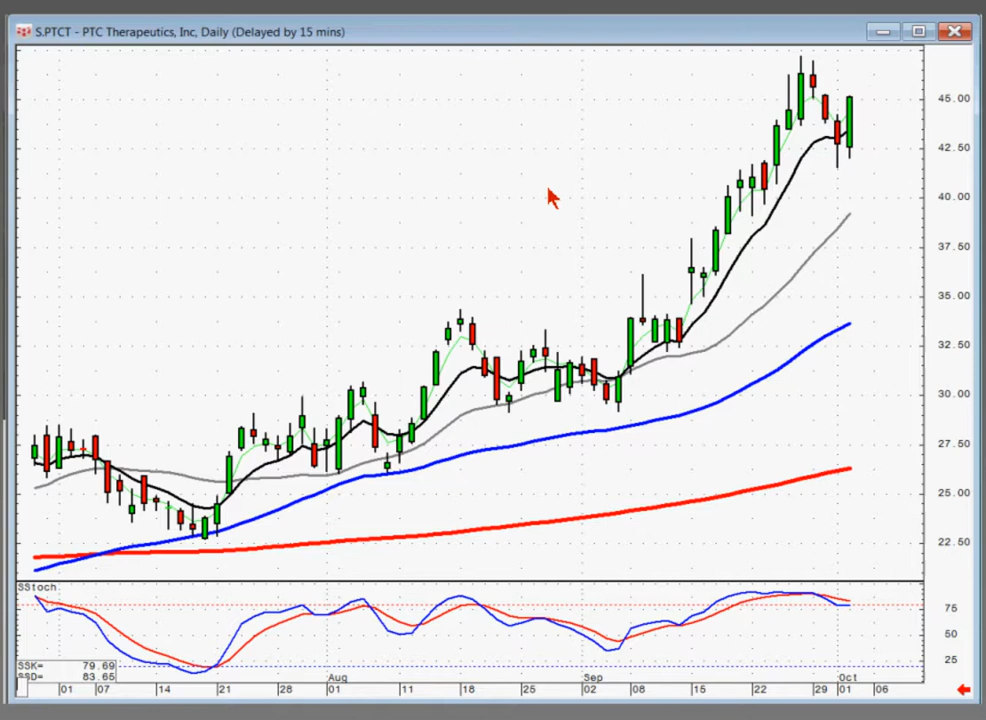 S.PTCT - PTC Therapeutics, Inc, Daily (Delayed by 15 mins)
45.00
42.50
40.00
37.50
35.00
32.50
30.00
27.50
25.00
22.50
SStoch
75
50
25
SSK= 79.69
SSD= 83.65
Aug Sep Oct
01 07 14 21 28 01 11 18 25 02 08 15 22 29 01 06